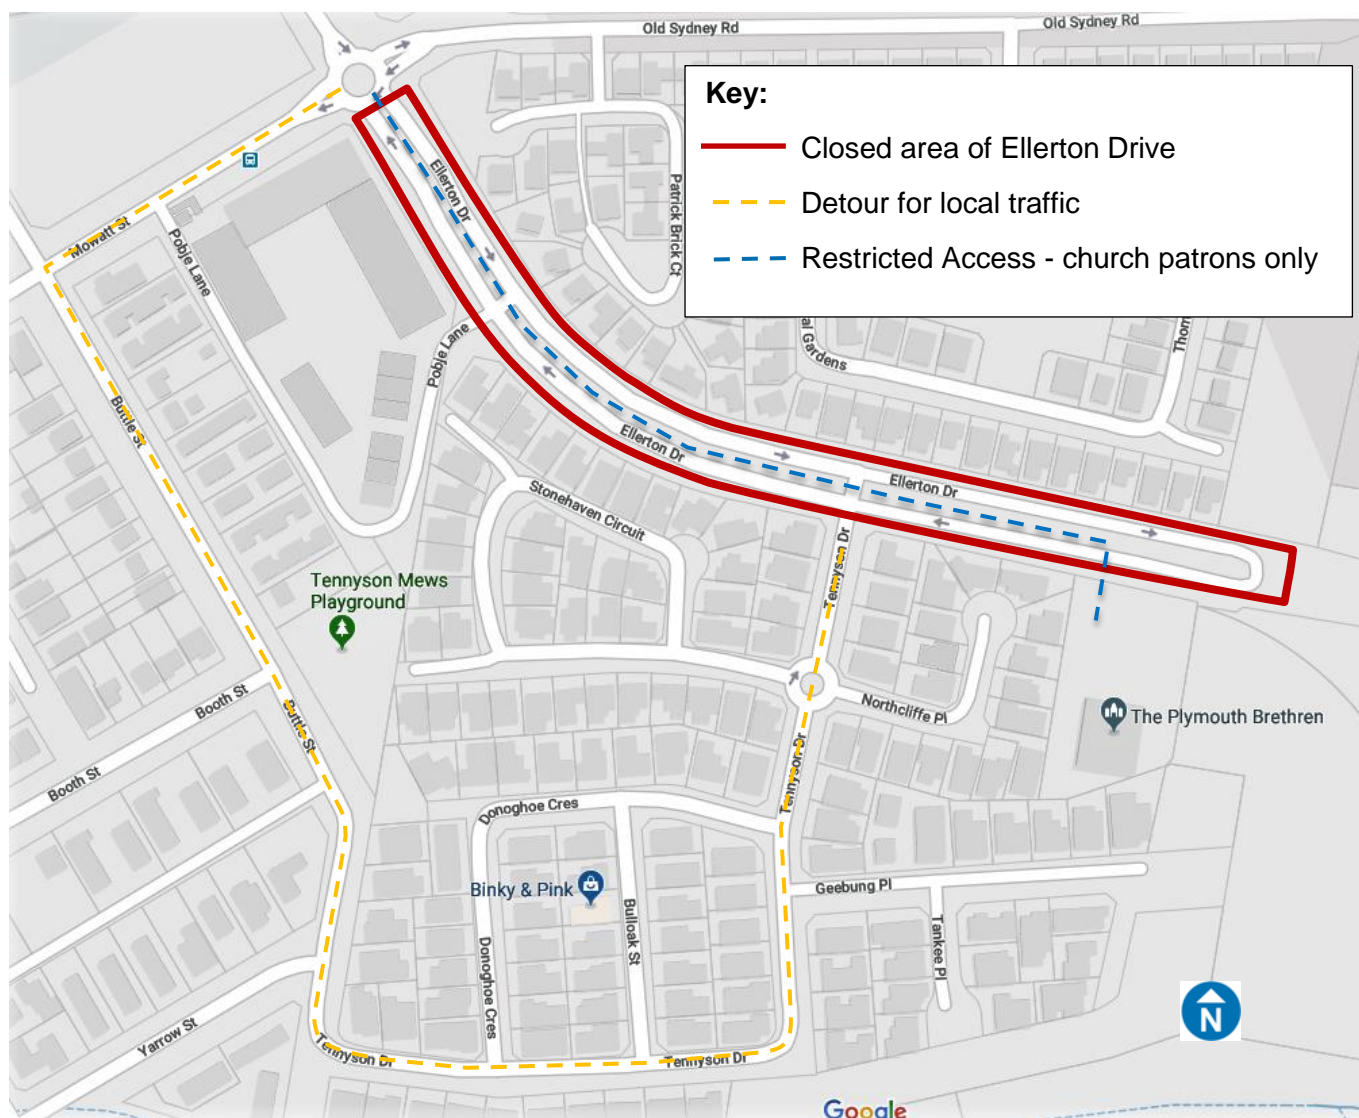 Old Sydney Rd
Old Sydney Rd
Key:
Closed area of Ellerton Drive
Detour for local traffic
Restricted Access - church patrons only
Ellerton Dr
Patrick Brick Ct
Mowatt St
Pobje Lane
Pobje Lane
al Gardens
Thom
Buttle St
Ellerton Dr
Ellerton Dr
Stonehaven Circuit
Tennyson Dr
Tennyson Mews
Playground
Booth St
Northcliffe Pl
The Plymouth Brethren
Buttle St
Booth St
Tennyson Dr
Donoghoe Cres
Binky & Pink
Geebung Pl
Bulloak St
Tankee Pl
Donoghoe Cres
N
Yarrow St
Tennyson Dr
Tennyson Dr
Google